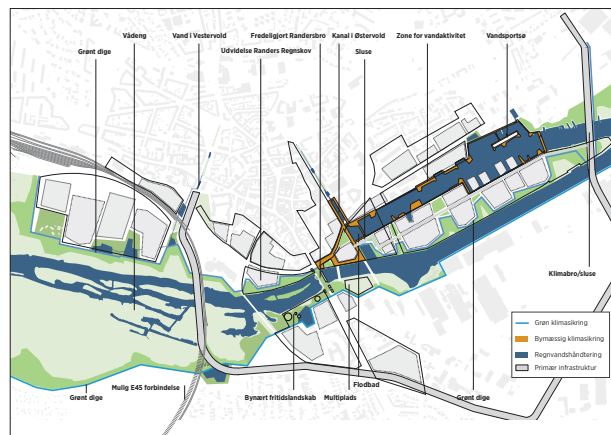 Vådeng
Vand i Vestervold
Fredeliggjort Randersbro
Kanal i Østervold
Zone for vandaktivitet
Vandsportsø
Grønt dige
Udvidelse Randers Regnskov
Sluse
Klimabro/sluse
Grøn klimasikring
Bymæssig klimasikring
Regnvandshåndtering
Primær infrastruktur
Mulig E45 forbindelse
Flodbad
Grønt dige
Bynært fritidslandskab
Multiplads
Grønt dige